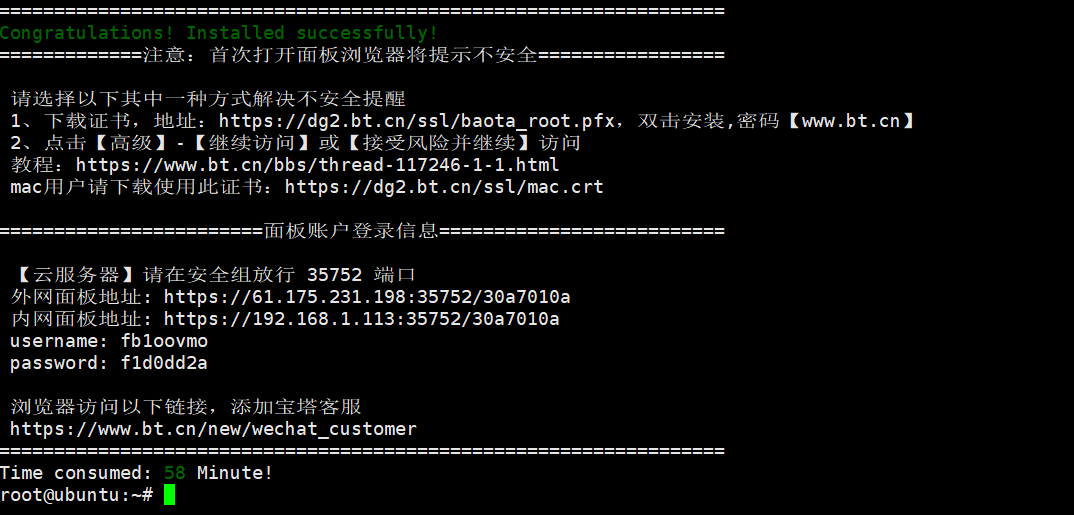 ==================================================================
Congratulations! Installed successfully!
=============注意：首次打开面板浏览器将提示不安全=================
请选择以下其中一种方式解决不安全提醒
1、下载证书，地址：https://dg2.bt.cn/ssl/baota_root.pfx，双击安装,密码【www.bt.cn】
2、点击【高级】-【继续访问】或【接受风险并继续】访问
教程：https://www.bt.cn/bbs/thread-117246-1-1.html
mac用户请下载使用此证书：https://dg2.bt.cn/ssl/mac.crt
========================面板账户登录信息==========================
【云服务器】请在安全组放行 35752 端口
外网面板地址: https://61.175.231.198:35752/30a7010a
内网面板地址: https://192.168.1.113:35752/30a7010a
username: fb1oovmo
password: f1d0dd2a
浏览器访问以下链接，添加宝塔客服
https://www.bt.cn/new/wechat_customer
==================================================================
Time consumed: 58 Minute!
root@ubuntu:~#